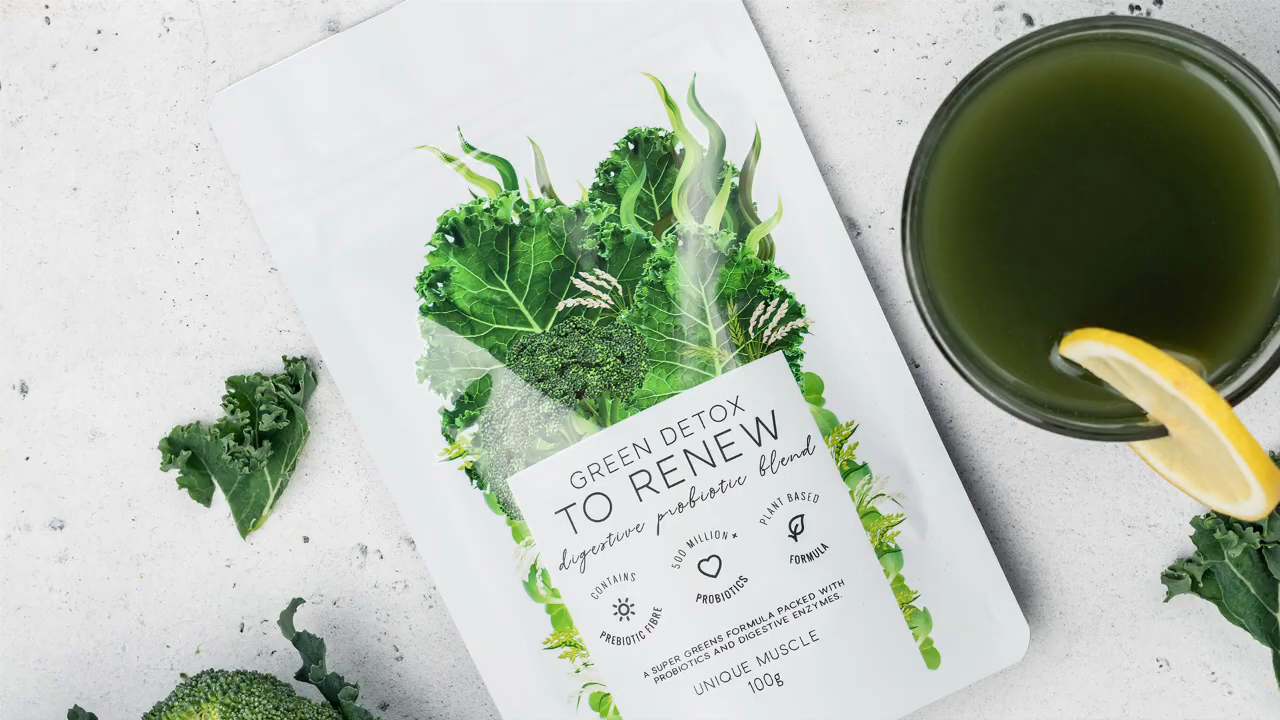 GREEN DETOX
TO RENEW
digestive probiotic blend
CONTAINS
PREBIOTIC FIBRE
500 MILLION+
PROBIOTICS
PLANT BASED
FORMULA
A SUPER GREENS FORMULA PACKED WITH
PROBIOTICS AND DIGESTIVE ENZYMES.
UNIQUE MUSCLE
100g